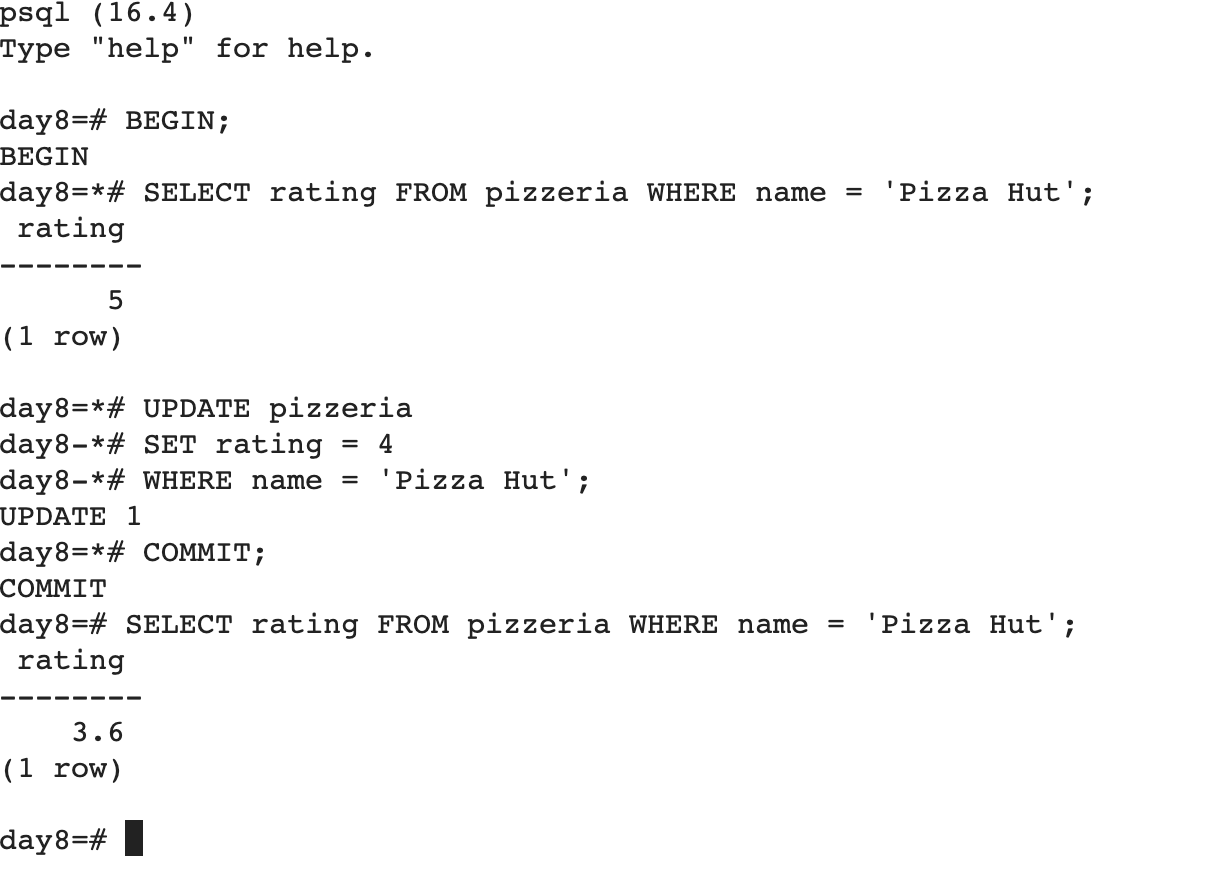 psql (16.4)
Type "help" for help.

day8=# BEGIN;
BEGIN
day8=*# SELECT rating FROM pizzeria WHERE name = 'Pizza Hut';
 rating
--------
      5
(1 row)

day8=*# UPDATE pizzeria
day8-*# SET rating = 4
day8-*# WHERE name = 'Pizza Hut';
UPDATE 1
day8=*# COMMIT;
COMMIT
day8=# SELECT rating FROM pizzeria WHERE name = 'Pizza Hut';
 rating
--------
    3.6
(1 row)

day8=#